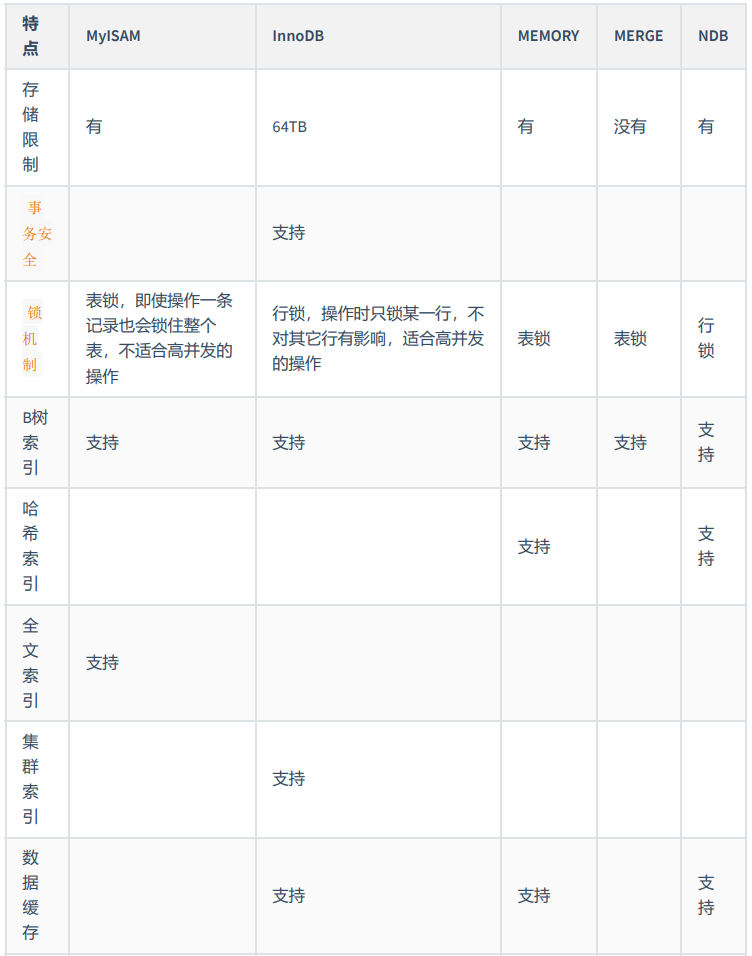 特点 MyISAM InnoDB MEMORY MERGE NDB
存储限制 有 64TB 有 没有 有
事务安全 支持
锁机制 表锁，即使操作一条记录也会锁住整个表，不适合高并发的操作 行锁，操作时只锁某一行，不对其它行有影响，适合高并发的操作 表锁 表锁 行锁
B树索引 支持 支持 支持 支持 支持
哈希索引 支持 支持
全文索引 支持
集群索引 支持
数据缓存 支持 支持 支持